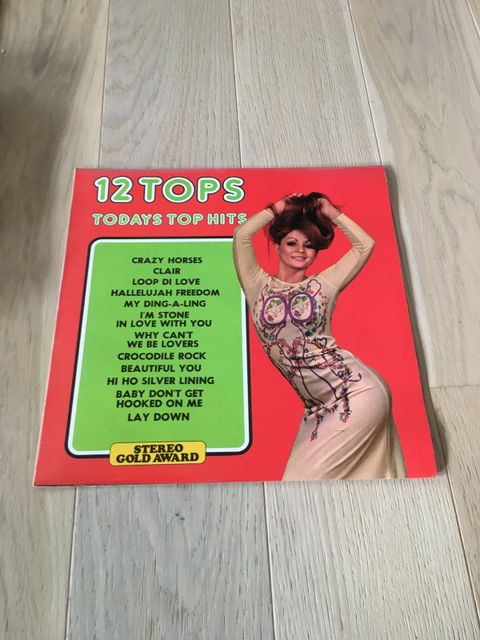 12 TOPS
TODAYS TOP HITS
CRAZY HORSES
CLAIR
LOOP DI LOVE
HALLELUJAH FREEDOM
MY DING-A-LING
I'M STONE
IN LOVE WITH YOU
WHY CAN'T
WE BE LOVERS
CROCODILE ROCK
BEAUTIFUL YOU
HI HO SILVER LINING
BABY DON'T GET
HOOKED ON ME
LAY DOWN
STEREO
GOLD AWARD